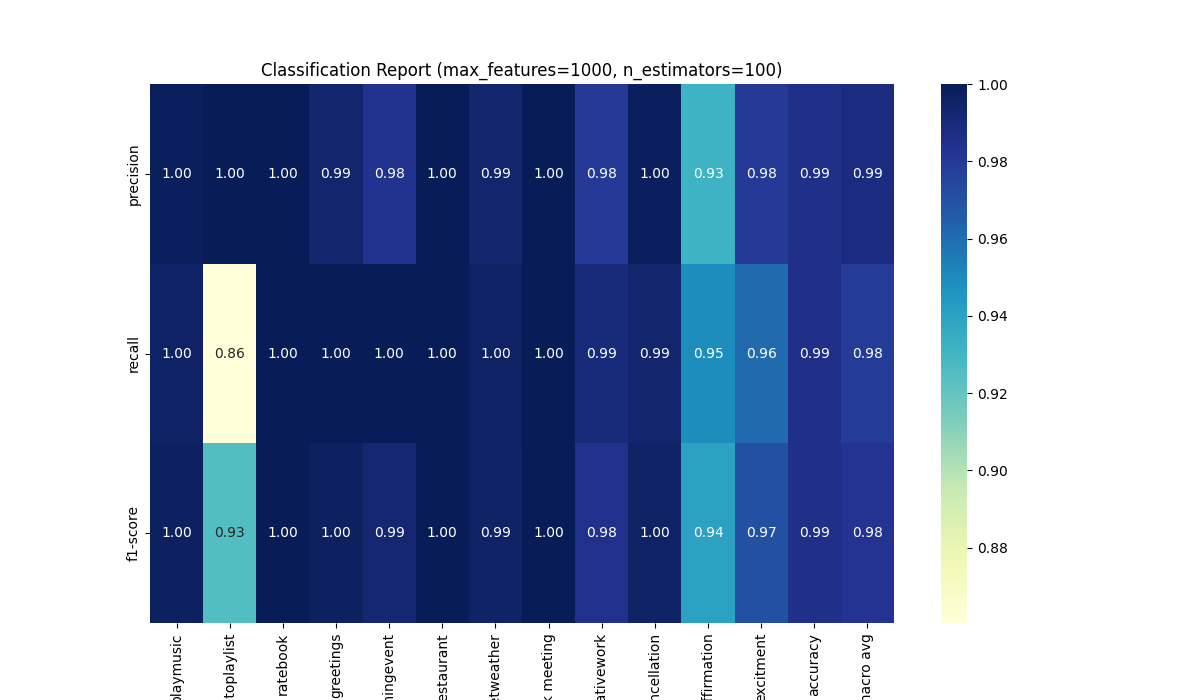 Classification Report (max_features=1000, n_estimators=100)
precision 1.00 1.00 1.00 0.99 0.98 1.00 0.99 1.00 0.98 1.00 0.93 0.98 0.99 0.99
recall 1.00 0.86 1.00 1.00 1.00 1.00 1.00 1.00 0.99 0.99 0.95 0.96 0.99 0.98
f1-score 1.00 0.93 1.00 1.00 0.99 1.00 0.99 1.00 0.98 1.00 0.94 0.97 0.99 0.98
playmusic
toplaylist
ratebook
greetings
ningevent
estaurant
etweather
k meeting
ativework
ncellation
ffirmation
excitment
accuracy
macro avg
1.00
0.98
0.96
0.94
0.92
0.90
0.88